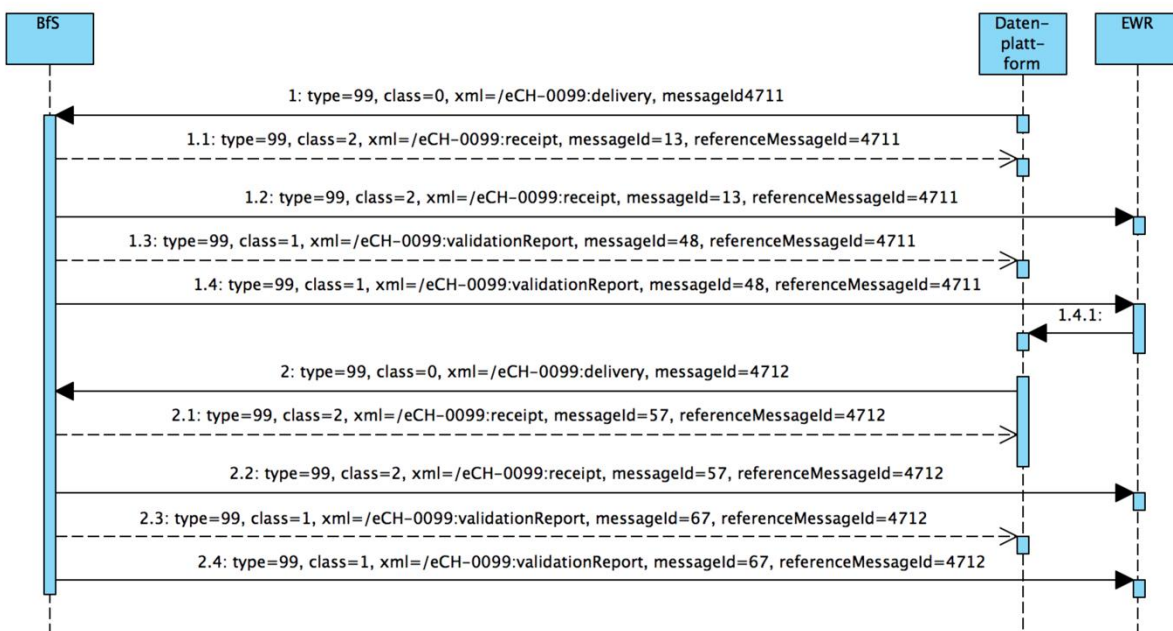 BfS
Daten-
platt-
form
EWR
1: type=99, class=0, xml=/eCH-0099:delivery, messageId4711
1.1: type=99, class=2, xml=/eCH-0099:receipt, messageId=13, referenceMessageId=4711
1.2: type=99, class=2, xml=/eCH-0099:receipt, messageId=13, referenceMessageId=4711
1.3: type=99, class=1, xml=/eCH-0099:validationReport, messageId=48, referenceMessageId=4711
1.4: type=99, class=1, xml=/eCH-0099:validationReport, messageId=48, referenceMessageId=4711
1.4.1:
2: type=99, class=0, xml=/eCH-0099:delivery, messageId=4712
2.1: type=99, class=2, xml=/eCH-0099:receipt, messageId=57, referenceMessageId=4712
2.2: type=99, class=2, xml=/eCH-0099:receipt, messageId=57, referenceMessageId=4712
2.3: type=99, class=1, xml=/eCH-0099:validationReport, messageId=67, referenceMessageId=4712
2.4: type=99, class=1, xml=/eCH-0099:validationReport, messageId=67, referenceMessageId=4712